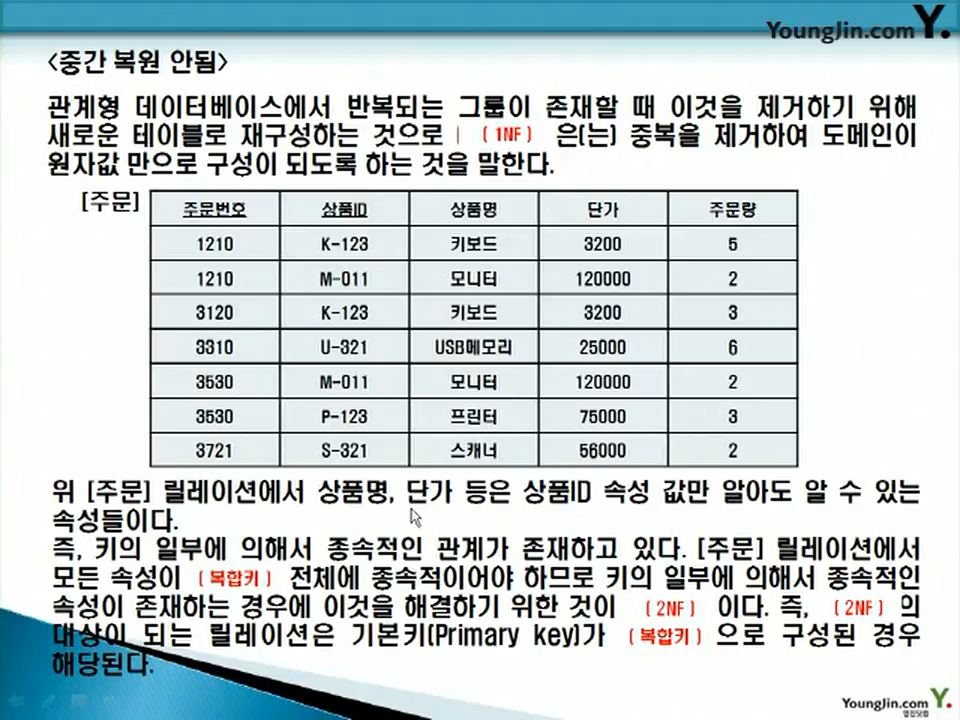 YoungJin.com Y.
<중간 복원 안됨>
관계형 데이터베이스에서 반복되는 그룹이 존재할 때 이것을 제거하기 위해
새로운 테이블로 재구성하는 것으로 (1NF) 은(는) 중복을 제거하여 도메인이
원자값 만으로 구성이 되도록 하는 것을 말한다.
[주문]
주문번호 상품ID 상품명 단가 주문량
1210 K-123 키보드 3200 5
1210 M-011 모니터 120000 2
3120 K-123 키보드 3200 3
3310 U-321 USB메모리 25000 6
3530 M-011 모니터 120000 2
3530 P-123 프린터 75000 3
3721 S-321 스캐너 56000 2
위 [주문] 릴레이션에서 상품명, 단가 등은 상품ID 속성 값만 알아도 알 수 있는
속성들이다.
즉, 키의 일부에 의해서 종속적인 관계가 존재하고 있다. [주문] 릴레이션에서
모든 속성이 (복합키) 전체에 종속적이어야 하므로 키의 일부에 의해서 종속적인
속성이 존재하는 경우에 이것을 해결하기 위한 것이 (2NF) 이다. 즉, (2NF) 의
대상이 되는 릴레이션은 기본키(Primary key)가 (복합키) 으로 구성된 경우
해당된다.
YoungJin.com Y.
영진닷컴